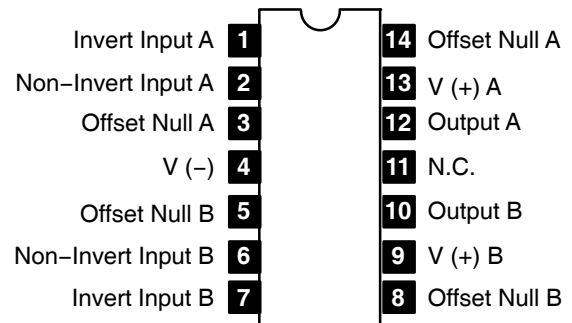 Invert Input A 1 14 Offset Null A
Non−Invert Input A 2 13 V (+) A
Offset Null A 3 12 Output A
V (−) 4 11 N.C.
Offset Null B 5 10 Output B
Non−Invert Input B 6 9 V (+) B
Invert Input B 7 8 Offset Null B